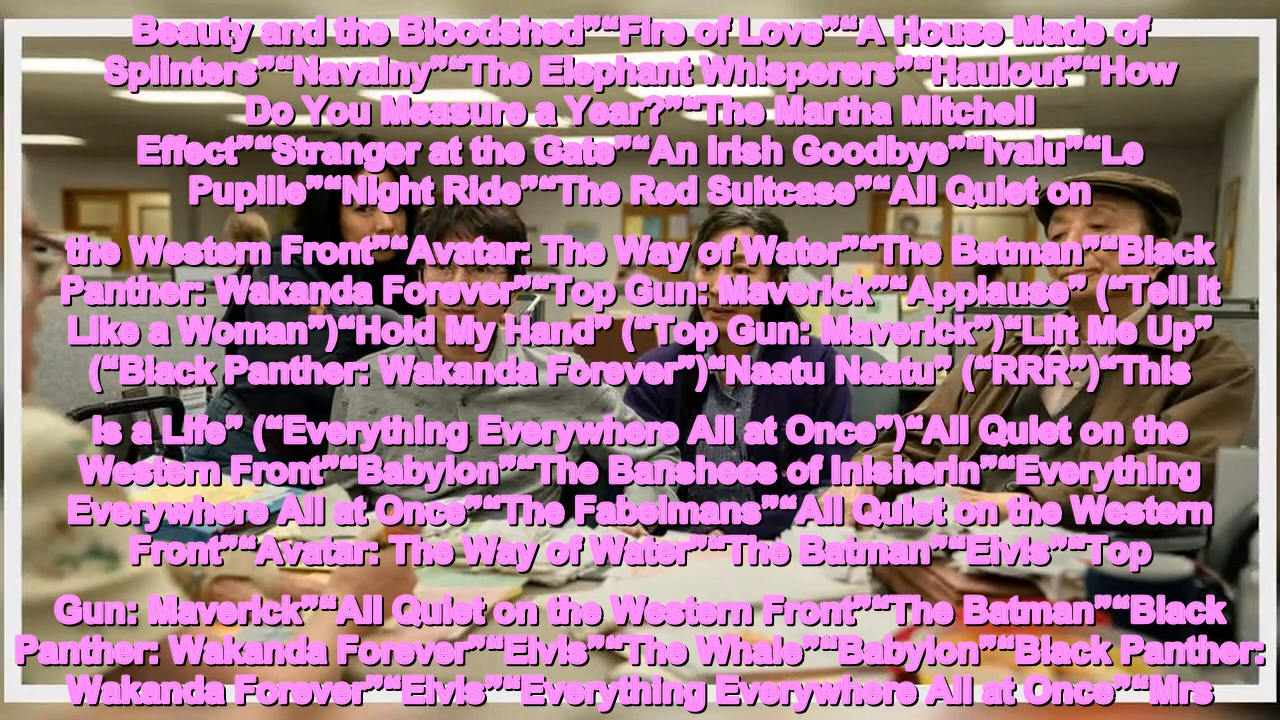 Beauty and the Bloodshed”“Fire of Love”“A House Made of
Splinters”“Navalny”“The Elephant Whisperers”“Haulout”“How
Do You Measure a Year?”“The Martha Mitchell
Effect”“Stranger at the Gate”“An Irish Goodbye”“Ivalu”“Le
Pupille”“Night Ride”“The Red Suitcase”“All Quiet on
the Western Front”“Avatar: The Way of Water”“The Batman”“Black
Panther: Wakanda Forever”“Top Gun: Maverick”“Applause” (“Tell It
Like a Woman”)“Hold My Hand” (“Top Gun: Maverick”)“Lift Me Up”
(“Black Panther: Wakanda Forever”)“Naatu Naatu” (“RRR”)“This
Is a Life” (“Everything Everywhere All at Once”)“All Quiet on the
Western Front”“Babylon”“The Banshees of Inisherin”“Everything
Everywhere All at Once”“The Fabelmans”“All Quiet on the Western
Front”“Avatar: The Way of Water”“The Batman”“Elvis”“Top
Gun: Maverick”“All Quiet on the Western Front”“The Batman”“Black
Panther: Wakanda Forever”“Elvis”“The Whale”“Babylon”“Black Panther:
Wakanda Forever”“Elvis”“Everything Everywhere All at Once”“Mrs